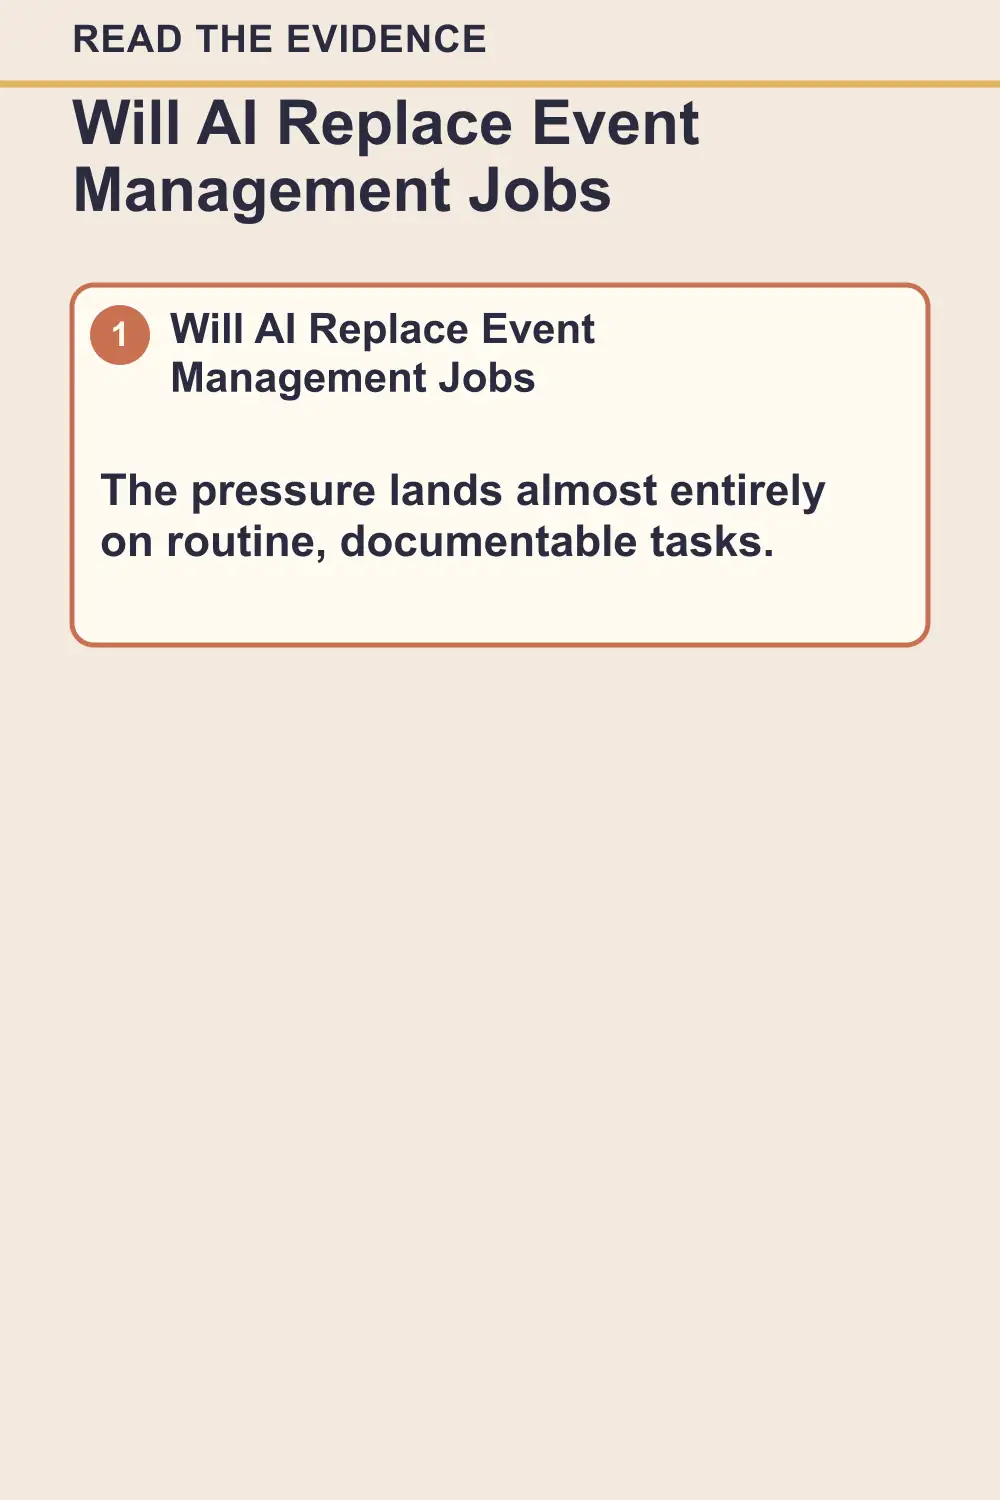 READ THE EVIDENCE
Will AI Replace Event
Management Jobs
1
Will AI Replace Event
Management Jobs
The pressure lands almost entirely
on routine, documentable tasks.